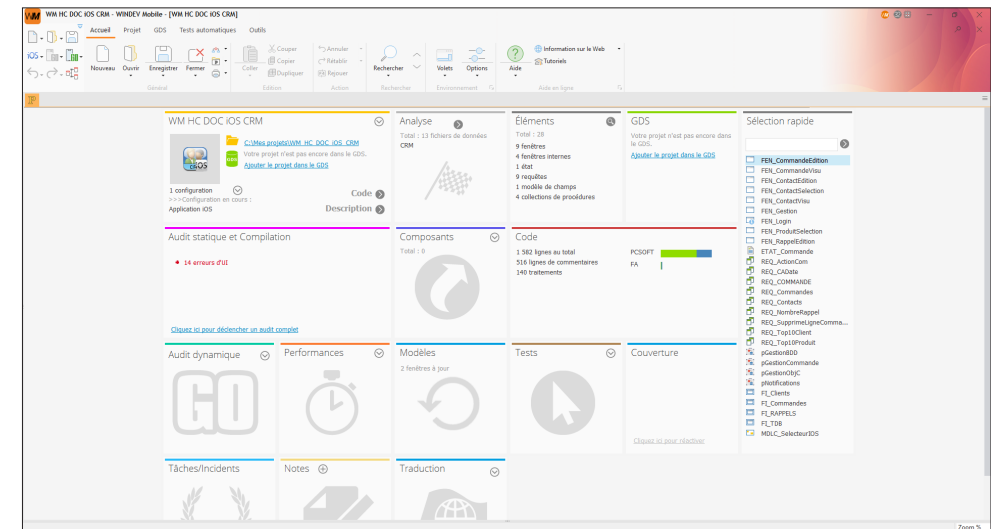 WM HC DOC iOS CRM - WINDEV Mobile - [WM HC DOC iOS CRM]
Accueil Projet GDS Tests automatiques Outils
Nouveau Ouvrir Enregistrer Fermer
Général
Coller
Couper
Copier
Dupliquer
Edition
Annuler
Rétablir
Rejouer
Action
Rechercher
Rechercher
Volets Options
Environnement
Aide
Information sur le Web
Tutoriels
Aide en ligne
WM HC DOC iOS CRM
C:\Mes projets\WM HC DOC iOS CRM
Votre projet n'est pas encore dans le GDS.
Ajouter le projet dans le GDS
1 configuration
>>>Configuration en cours :
Application iOS
Code
Description
Analyse
Total : 13 fichiers de données
CRM
Éléments
Total : 28
9 fenêtres
4 fenêtres internes
1 état
9 requêtes
1 modèle de champs
4 collections de procédures
GDS
Votre projet n'est pas encore dans
le GDS.
Ajouter le projet dans le GDS
Sélection rapide
FEN_CommandeEdition
FEN_CommandeVisu
FEN_ContactEdition
FEN_ContactSelection
FEN_ContactVisu
FEN_Gestion
FEN_Login
FEN_ProduitSelection
FEN_RappelEdition
ETAT_Commande
REQ_ActionCom
REQ_CADate
REQ_COMMANDE
REQ_Commandes
REQ_Contacts
REQ_NombreRappel
REQ_SupprimeLigneComma...
REQ_Top10Client
REQ_Top10Produit
pGestionBDD
pGestionCommande
pGestionObjC
pNotifications
FI_Clients
FI_Commandes
FI_RAPPELS
FI_TDB
MDLC_SelecteurIOS
Audit statique et Compilation
14 erreurs d'UI
Cliquez ici pour déclencher un audit complet
Composants
Total : 0
Code
1 582 lignes au total
516 lignes de commentaires
140 traitements
PCSOFT
FA
Audit dynamique
GO
Performances
Modèles
2 fenêtres à jour
Tests
Couverture
Cliquez ici pour réactiver
Tâches/Incidents
Notes
Traduction
Zoom %